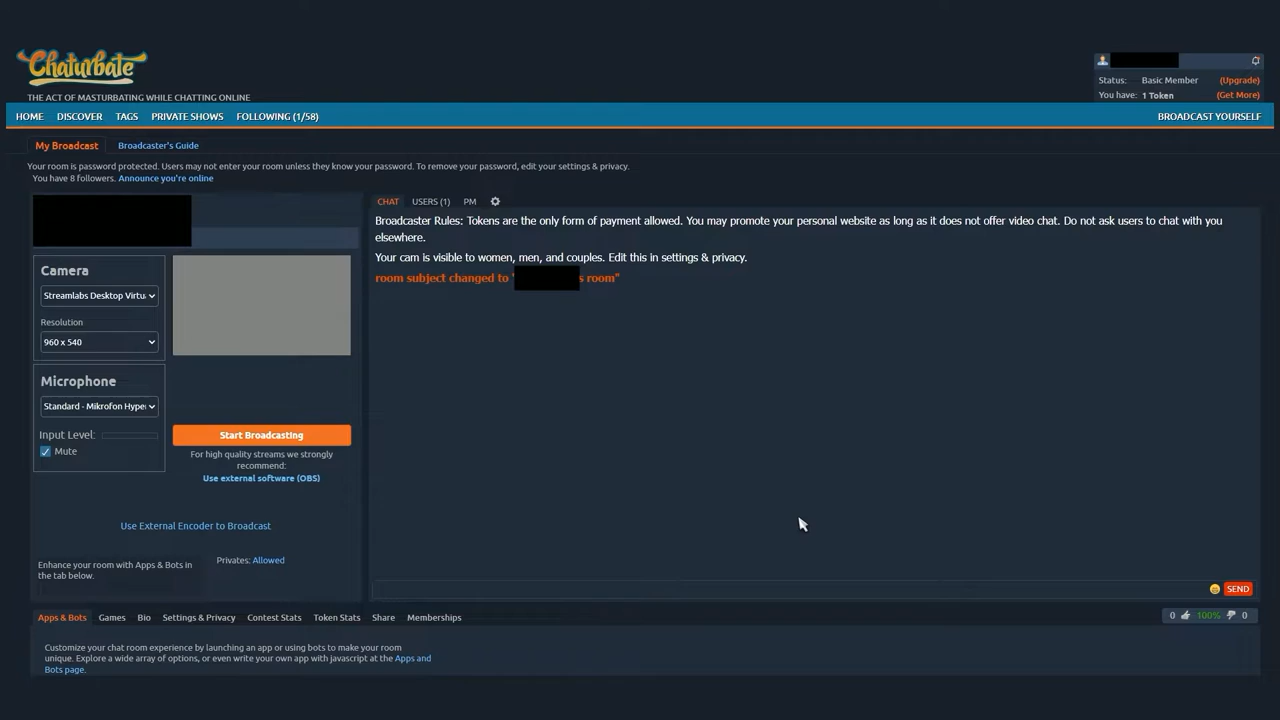 Chaturbate
THE ACT OF MASTURBATING WHILE CHATTING ONLINE
Status: Basic Member (Upgrade)
You have: 1 Token (Get More)
HOME DISCOVER TAGS PRIVATE SHOWS FOLLOWING (1/58) BROADCAST YOURSELF
My Broadcast Broadcaster's Guide
Your room is password protected. Users may not enter your room unless they know your password. To remove your password, edit your settings & privacy.
You have 8 followers. Announce you're online
CHAT USERS (1) PM
Broadcaster Rules: Tokens are the only form of payment allowed. You may promote your personal website as long as it does not offer video chat. Do not ask users to chat with you
elsewhere.
Your cam is visible to women, men, and couples. Edit this in settings & privacy.
room subject changed to " s room"
Camera
Streamlabs Desktop Virtu
Resolution
960 x 540
Microphone
Standard - Mikrofon Hype
Input Level:
Mute
Start Broadcasting
For high quality streams we strongly
recommend:
Use external software (OBS)
Use External Encoder to Broadcast
Privates: Allowed
Enhance your room with Apps & Bots in
the tab below.
SEND
Apps & Bots Games Bio Settings & Privacy Contest Stats Token Stats Share Memberships
0 100% 0
Customize your chat room experience by launching an app or using bots to make your room
unique. Explore a wide array of options, or even write your own app with javascript at the Apps and
Bots page.